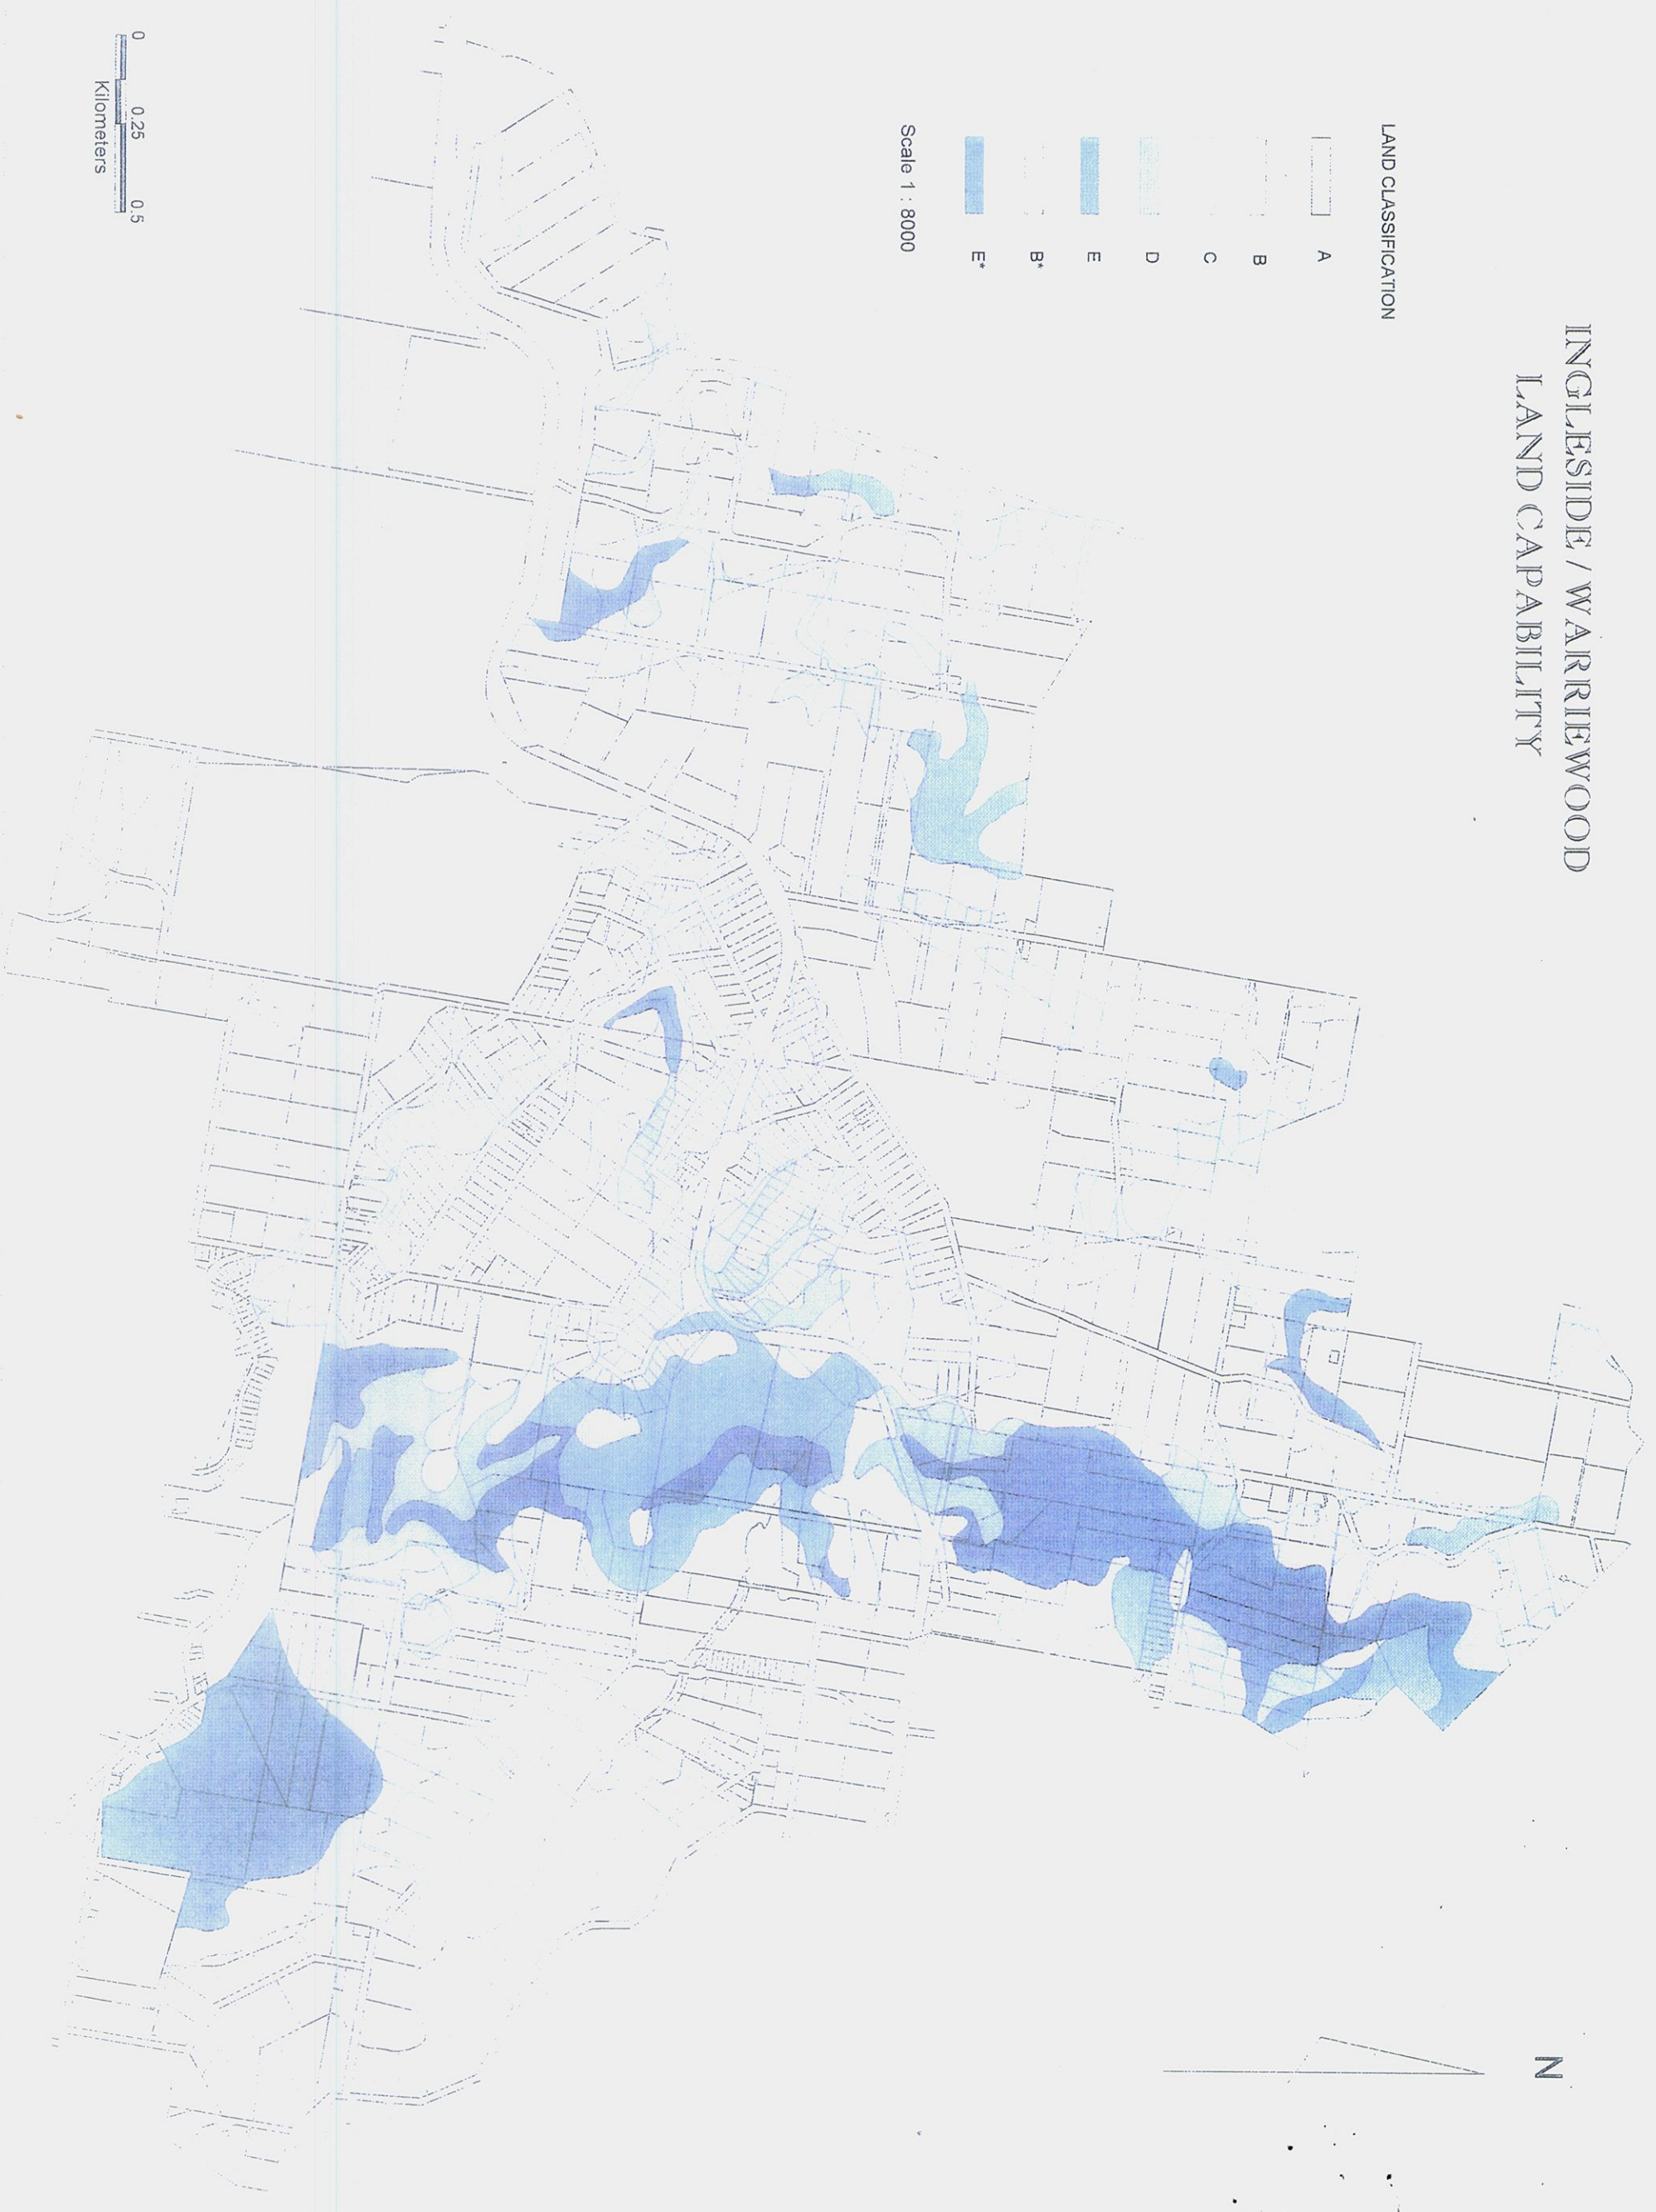 INGLESIDE / WARRIEWOOD
LAND CAPABILITY
LAND CLASSIFICATION
A
B
C
D
E
B*
E*
Scale 1 : 8000
0 0.25 0.5
Kilometers
N